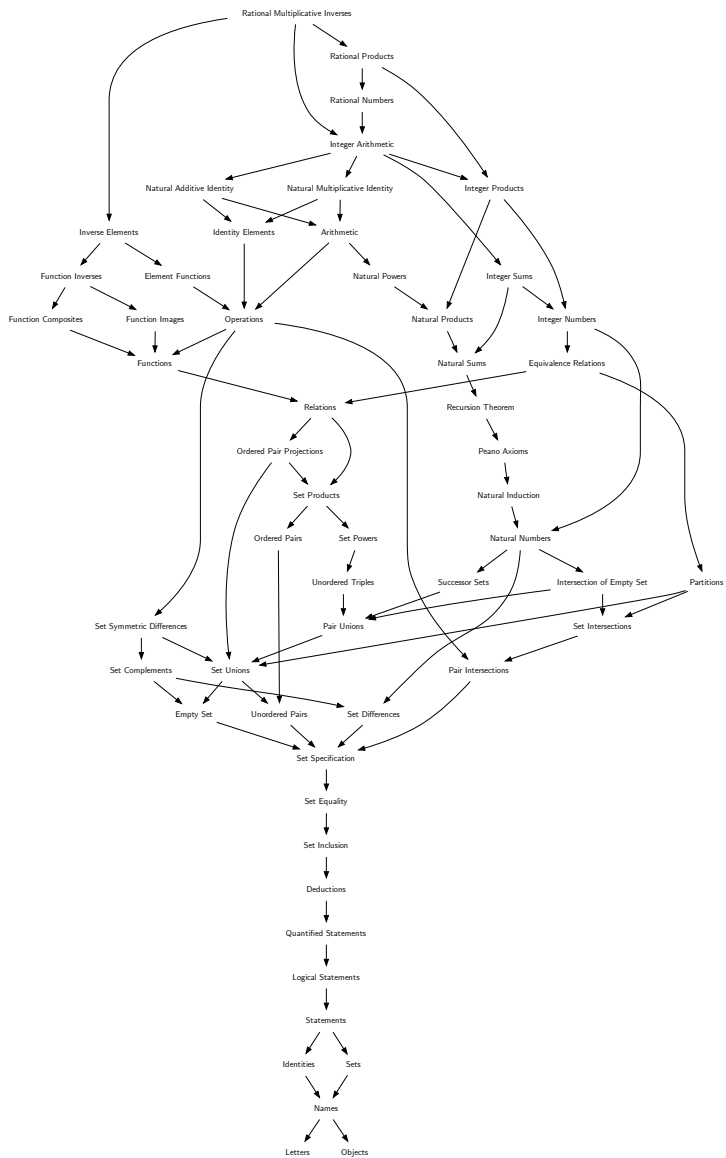 Rational Multiplicative Inverses
Rational Products
Rational Numbers
Integer Arithmetic
Natural Additive Identity
Natural Multiplicative Identity
Integer Products
Inverse Elements
Identity Elements
Arithmetic
Function Inverses
Element Functions
Natural Powers
Integer Sums
Function Composites
Function Images
Operations
Natural Products
Integer Numbers
Functions
Natural Sums
Equivalence Relations
Relations
Recursion Theorem
Ordered Pair Projections
Peano Axioms
Set Products
Natural Induction
Ordered Pairs
Set Powers
Natural Numbers
Unordered Triples
Successor Sets
Intersection of Empty Set
Partitions
Set Symmetric Differences
Pair Unions
Set Intersections
Set Complements
Set Unions
Pair Intersections
Empty Set
Unordered Pairs
Set Differences
Set Specification
Set Equality
Set Inclusion
Deductions
Quantified Statements
Logical Statements
Statements
Identities
Sets
Names
Letters
Objects